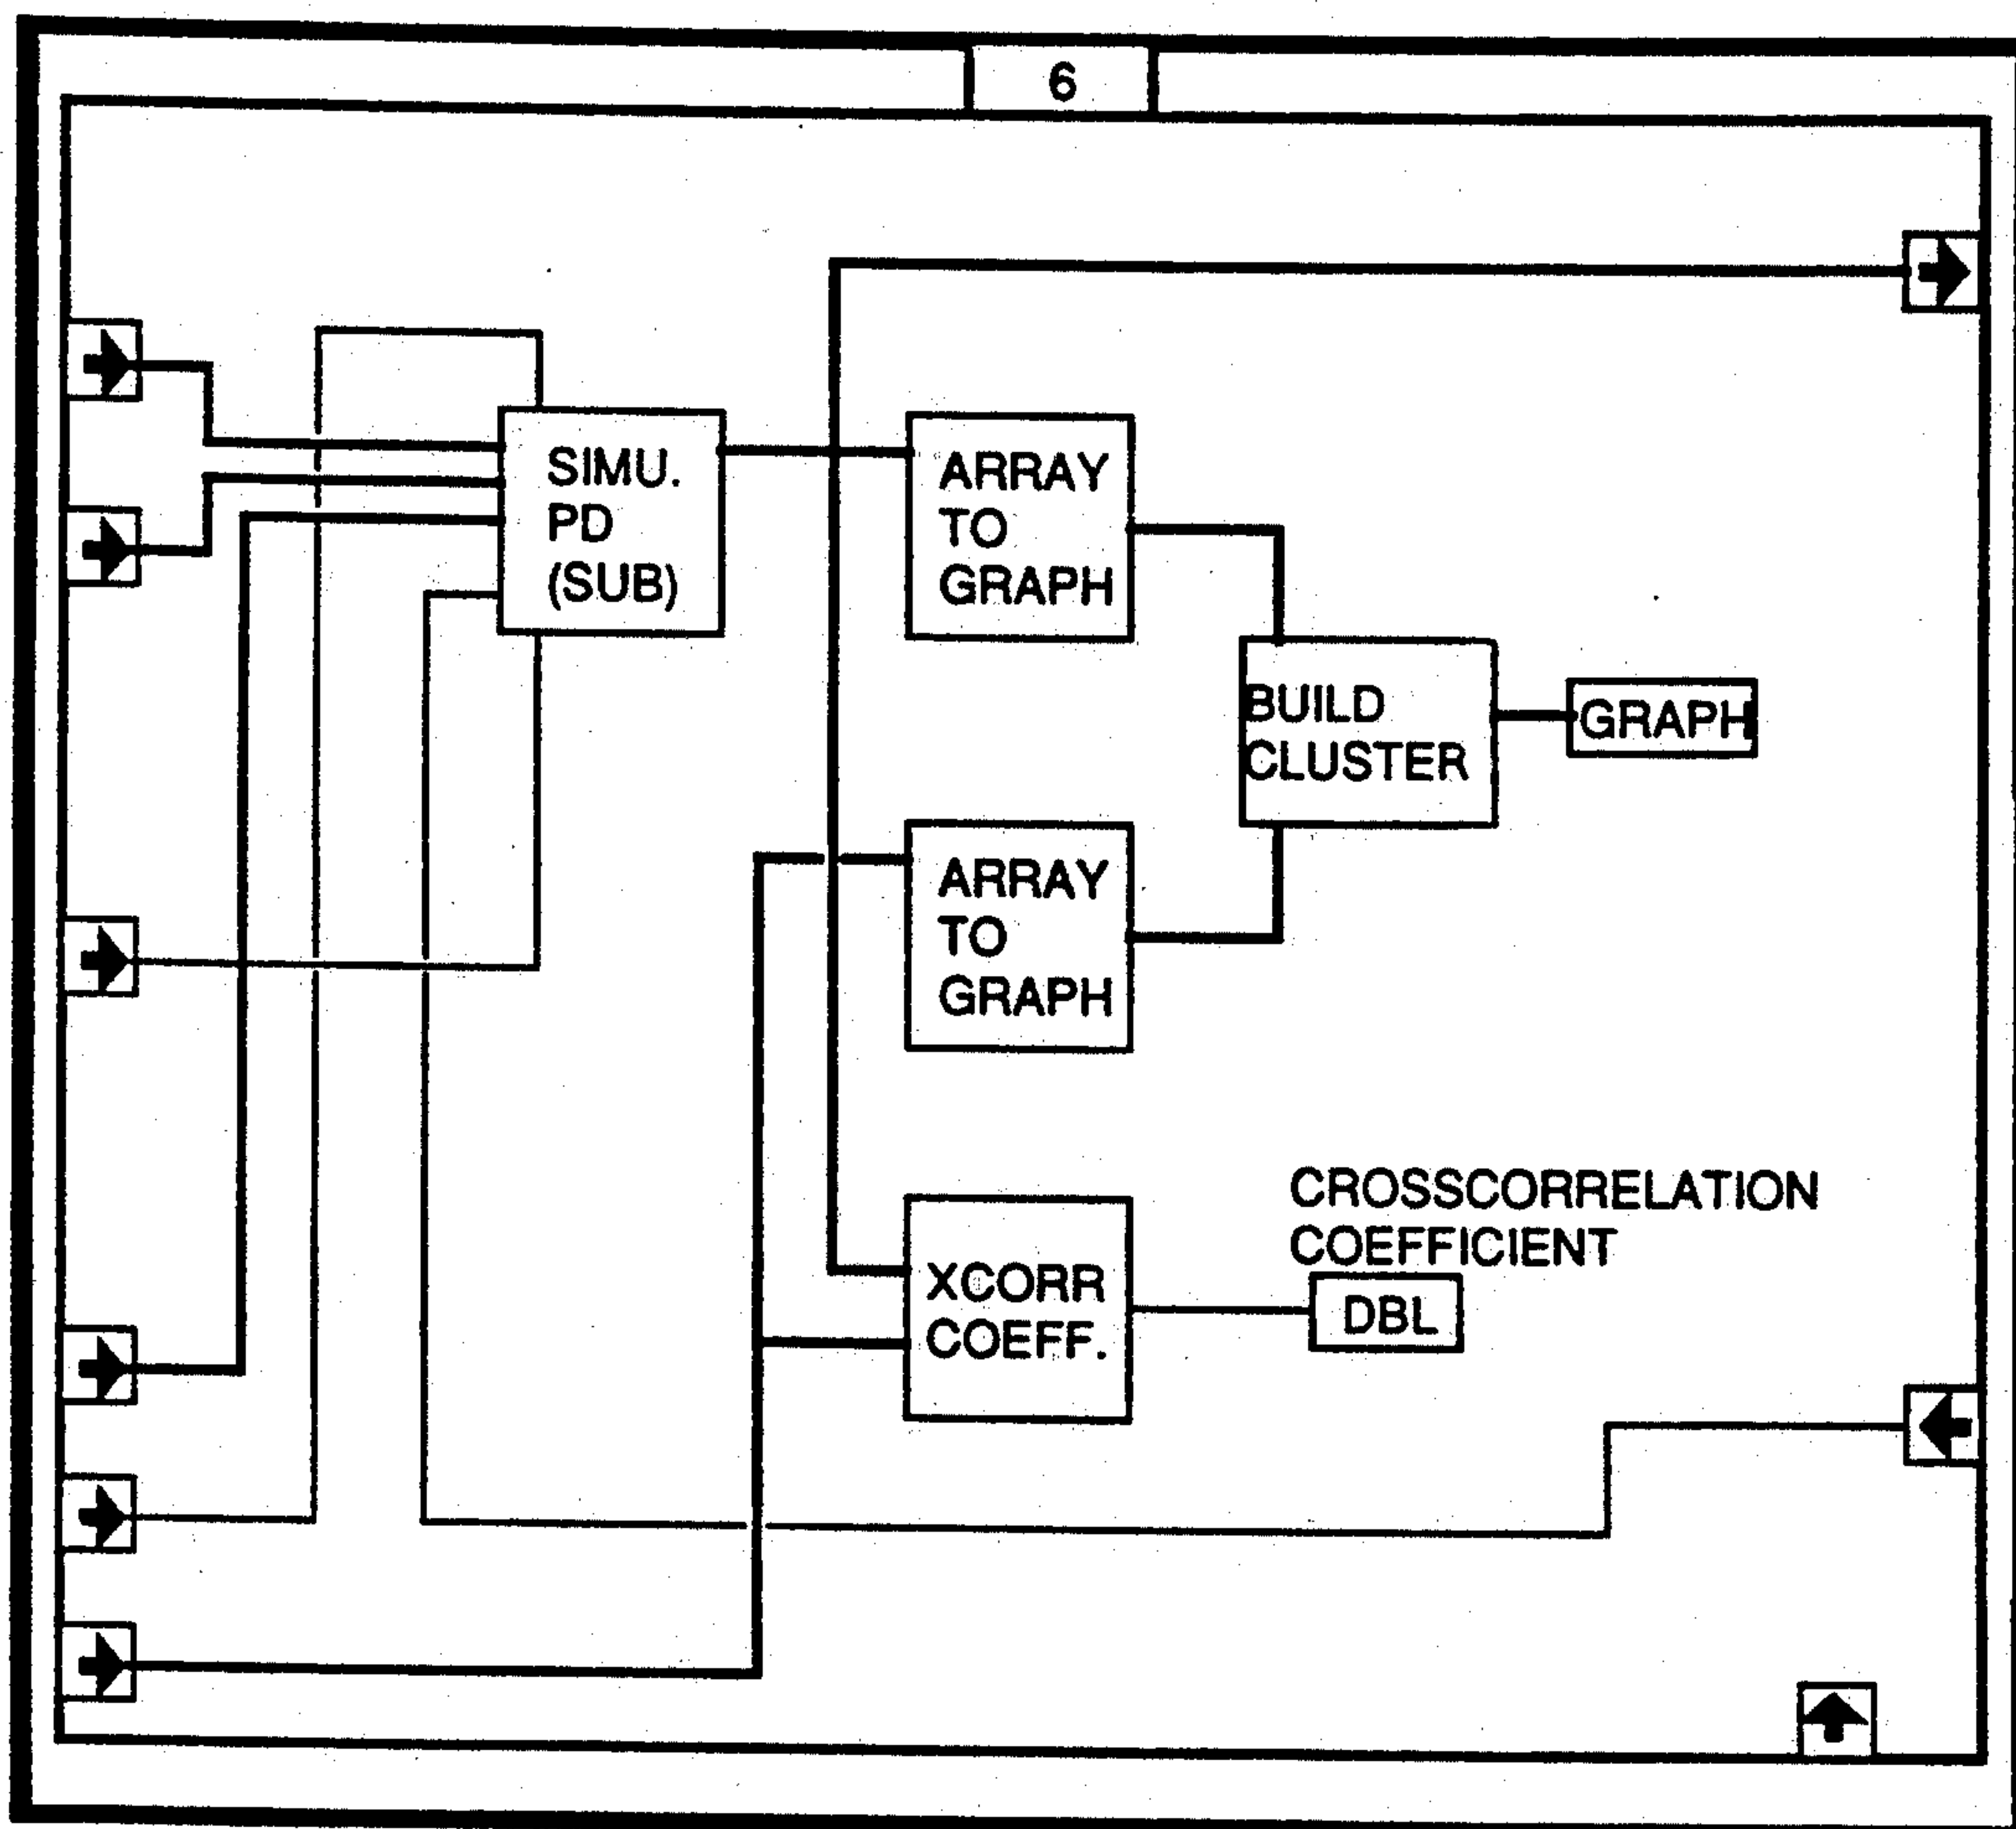 6
SIMU.
PD
(SUB)
ARRAY
TO
GRAPH
BUILD
CLUSTER
GRAPH
ARRAY
TO
GRAPH
CROSSCORRELATION
COEFFICIENT
XCORR
COEFF.
DBL